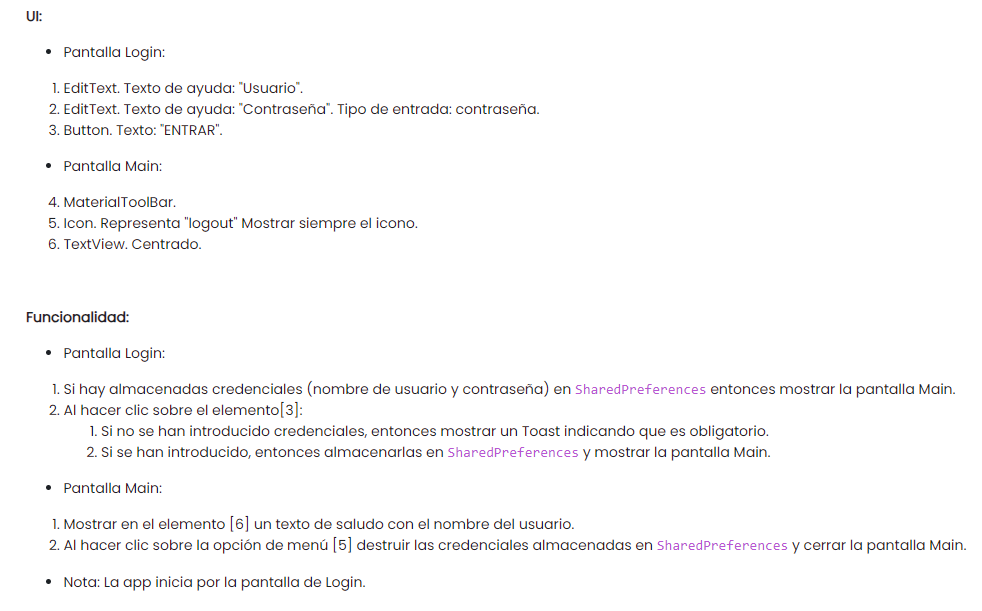 UI:
• Pantalla Login:
1. EditText. Texto de ayuda: "Usuario".
2. EditText. Texto de ayuda: "Contraseña". Tipo de entrada: contraseña.
3. Button. Texto: "ENTRAR".
• Pantalla Main:
4. MaterialToolBar.
5. Icon. Representa "logout" Mostrar siempre el icono.
6. TextView. Centrado.
Funcionalidad:
• Pantalla Login:
1. Si hay almacenadas credenciales (nombre de usuario y contraseña) en SharedPreferences entonces mostrar la pantalla Main.
2. Al hacer clic sobre el elemento[3]:
1. Si no se han introducido credenciales, entonces mostrar un Toast indicando que es obligatorio.
2. Si se han introducido, entonces almacenarlas en SharedPreferences y mostrar la pantalla Main.
• Pantalla Main:
1. Mostrar en el elemento [6] un texto de saludo con el nombre del usuario.
2. Al hacer clic sobre la opción de menú [5] destruir las credenciales almacenadas en SharedPreferences y cerrar la pantalla Main.
• Nota: La app inicia por la pantalla de Login.